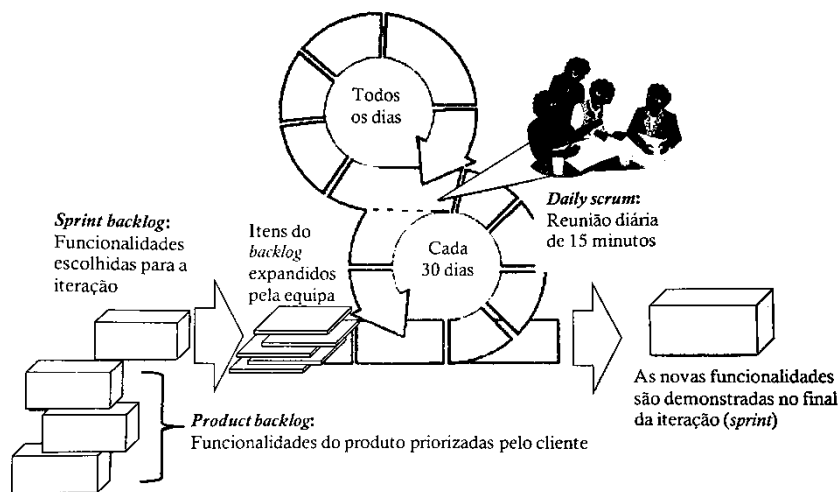 Todos
os dias
Sprint backlog:
Funcionalidades
escolhidas para a
iteração
Itens do
backlog
expandidos
pela equipa
Cada
30 dias
Daily scrum:
Reunião diária
de 15 minutos
As novas funcionalidades
são demonstradas no final
da iteração (sprint)
Product backlog:
Funcionalidades do produto priorizadas pelo cliente